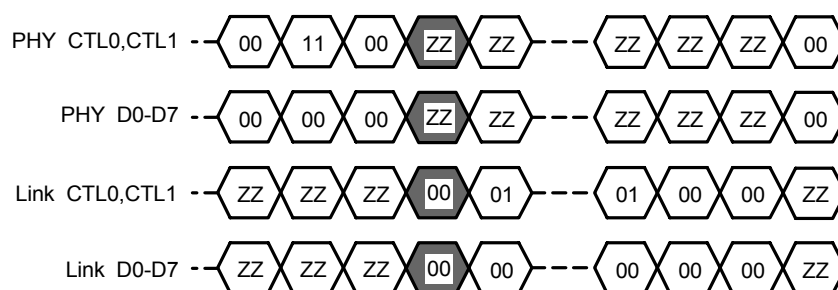 PHY CTL0,CTL1 00 11 00 ZZ ZZ ZZ ZZ ZZ 00
PHY D0-D7 00 00 00 ZZ ZZ ZZ ZZ ZZ 00
Link CTL0,CTL1 ZZ ZZ ZZ 00 01 01 00 00 ZZ
Link D0-D7 ZZ ZZ ZZ 00 00 00 00 00 ZZ